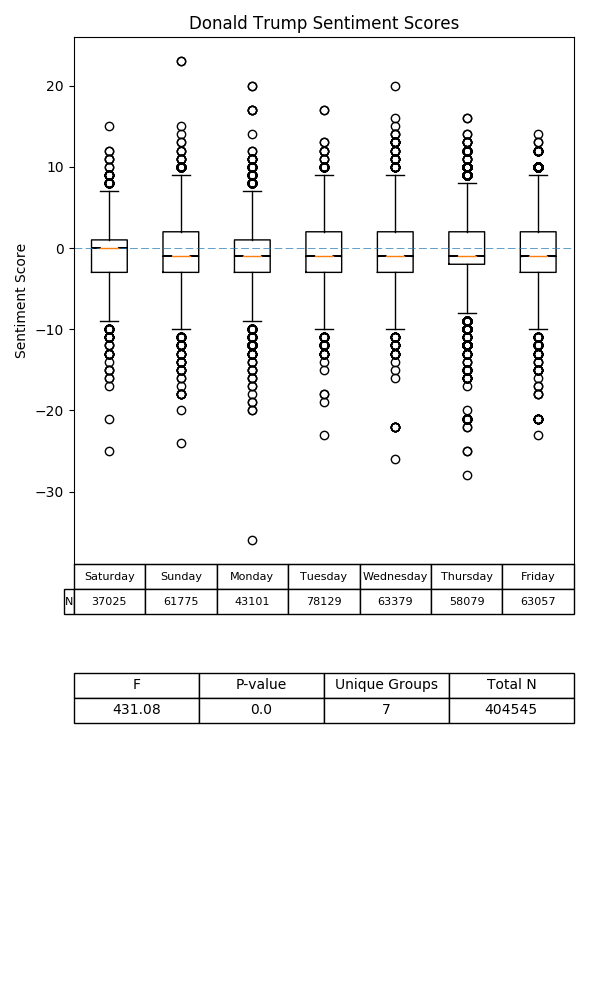 Donald Trump Sentiment Scores
Sentiment Score
20
10
0
−10
−20
−30
Saturday Sunday Monday Tuesday Wednesday Thursday Friday
N 37025 61775 43101 78129 63379 58079 63057
F P-value Unique Groups Total N
431.08 0.0 7 404545